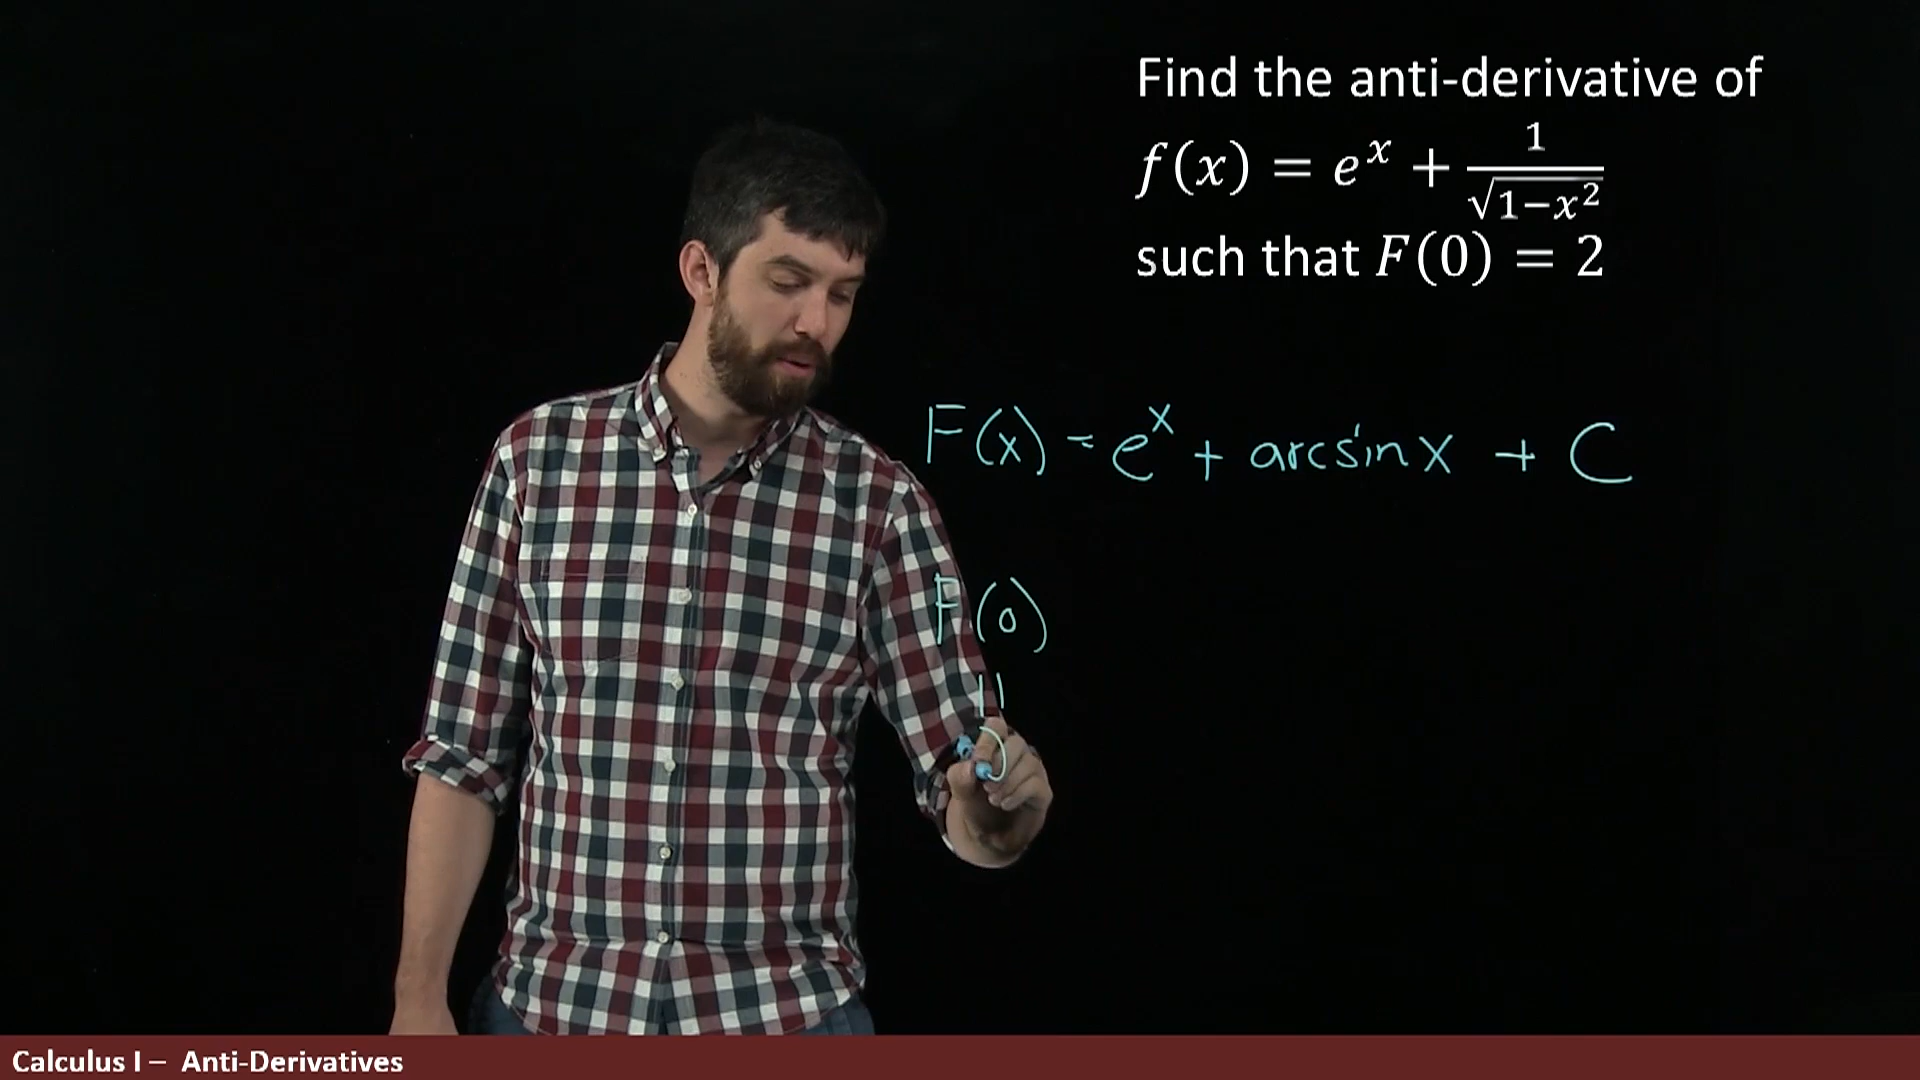 Find the anti-derivative of
f(x) = e^x + 1/√(1−x²)
such that F(0) = 2
F(x) = e^x + arcsin x + C
F(0)
||
Calculus I – Anti-Derivatives